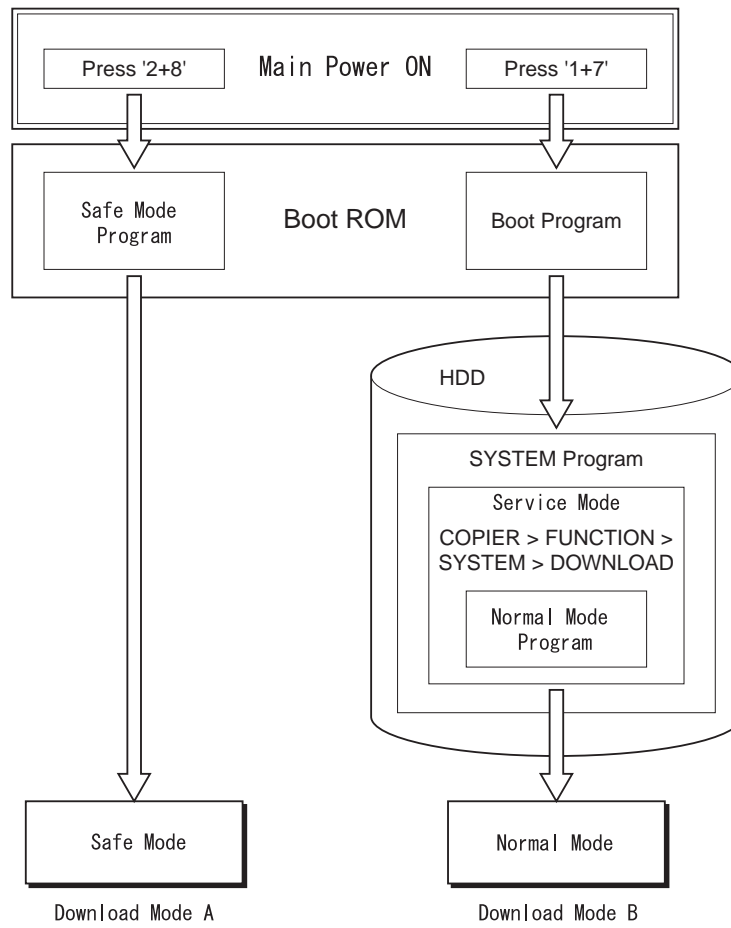 Press '2+8'
Main Power ON
Press '1+7'
Safe Mode
Program
Boot ROM
Boot Program
HDD
SYSTEM Program
Service Mode
COPIER > FUNCTION >
SYSTEM > DOWNLOAD
Normal Mode
Program
Safe Mode
Normal Mode
Download Mode A
Download Mode B